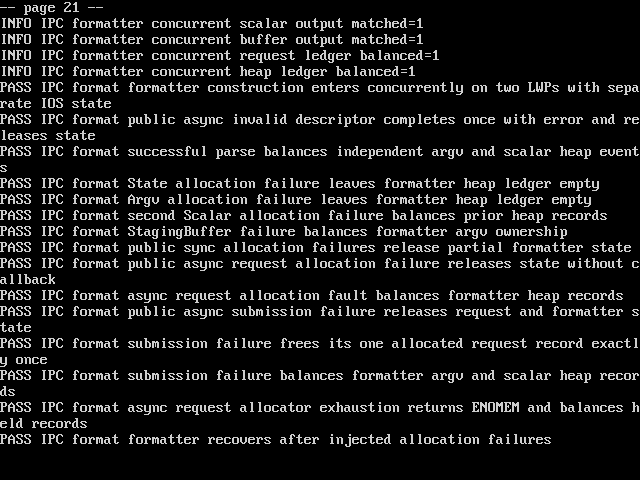 -- page 21 --
INFO IPC formatter concurrent scalar output matched=1
INFO IPC formatter concurrent buffer output matched=1
INFO IPC formatter concurrent request ledger balanced=1
INFO IPC formatter concurrent heap ledger balanced=1
PASS IPC format formatter construction enters concurrently on two LWPs with sepa
rate IOS state
PASS IPC format public async invalid descriptor completes once with error and re
leases state
PASS IPC format successful parse balances independent argv and scalar heap event
s
PASS IPC format State allocation failure leaves formatter heap ledger empty
PASS IPC format Argv allocation failure leaves formatter heap ledger empty
PASS IPC format second Scalar allocation failure balances prior heap records
PASS IPC format StagingBuffer failure balances formatter argv ownership
PASS IPC format public sync allocation failures release partial formatter state
PASS IPC format public async request allocation failure releases state without c
allback
PASS IPC format async request allocation fault balances formatter heap records
PASS IPC format public async submission failure releases request and formatter s
tate
PASS IPC format submission failure frees its one allocated request record exactl
y once
PASS IPC format submission failure balances formatter argv and scalar heap recor
ds
PASS IPC format async request allocator exhaustion returns ENOMEM and balances h
eld records
PASS IPC format formatter recovers after injected allocation failures